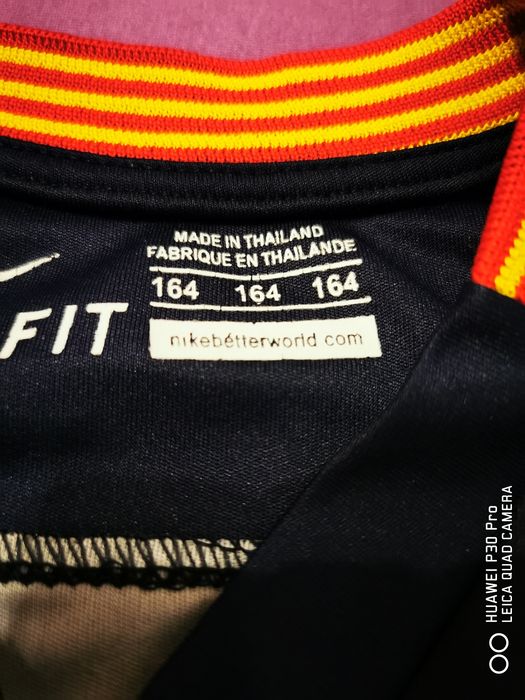 MADE IN THAILAND
FABRIQUE EN THAILANDE
164 164 164
FIT
nikebetterworld.com
HUAWEI P30 Pro
LEICA QUAD CAMERA